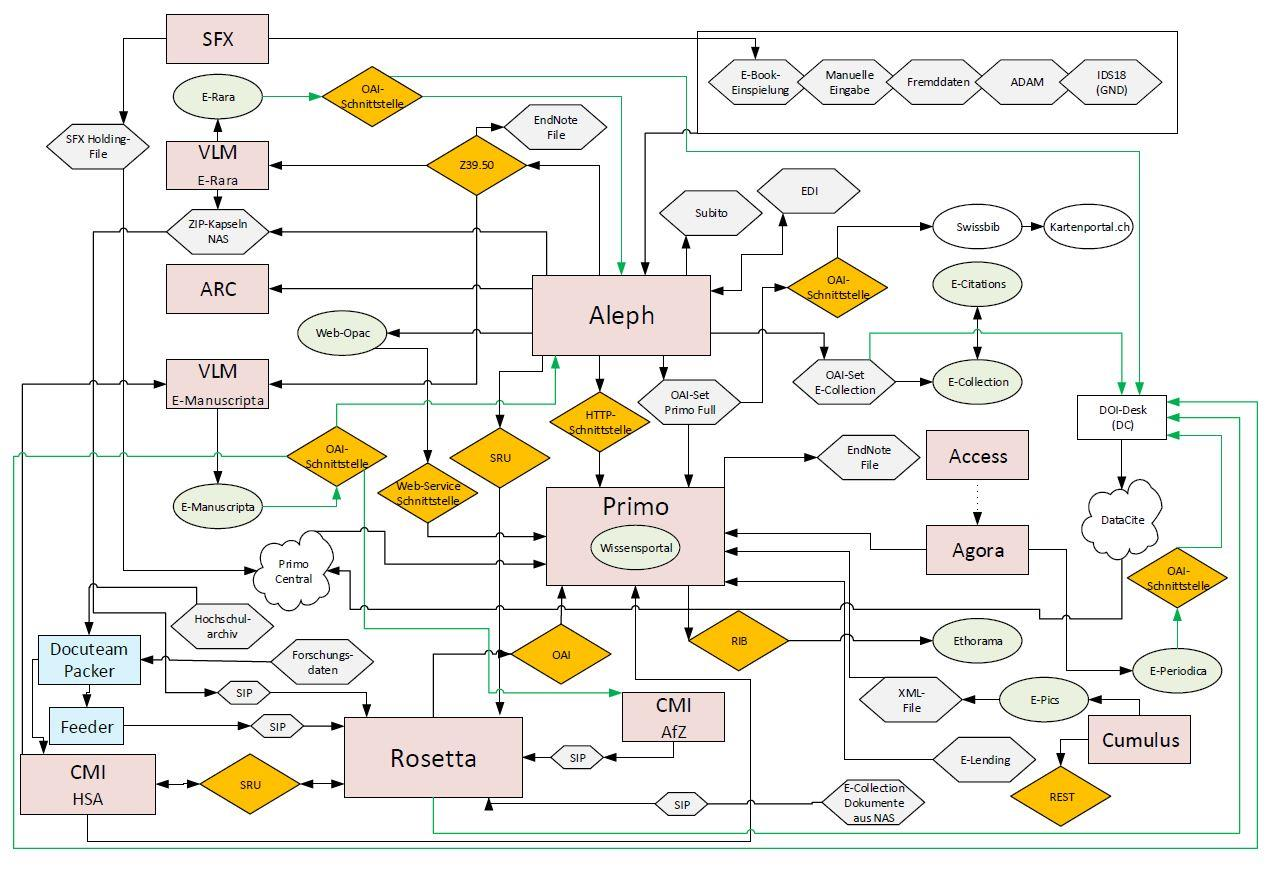 SFX
E-Book-
Einspielung
Manuelle
Eingabe
Fremddaten
ADAM
IDS18
(GND)
E-Rara
OAI-
Schnittstelle
EndNote
File
SFX Holding-
File
VLM
E-Rara
Z39.50
ZIP-Kapseln
NAS
Subito
EDI
Swissbib
Kartenportal.ch
ARC
Aleph
OAI-
Schnittstelle
E-Citations
Web-Opac
VLM
E-Manuscripta
OAI-Set
Primo Full
OAI-Set
E-Collection
E-Collection
HTTP-
Schnittstelle
DOI-Desk
(DC)
OAI-
Schnittstelle
SRU
EndNote
File
Access
Web-Service
Schnittstelle
E-Manuscripta
Primo
Wissensportal
DataCite
Agora
Primo
Central
OAI-
Schnittstelle
Hochschul-
archiv
Docuteam
Packer
Forschungs-
daten
OAI
RIB
Ethorama
E-Periodica
SIP
XML-
File
E-Pics
Feeder
SIP
CMI
AfZ
Cumulus
Rosetta
SIP
E-Lending
CMI
HSA
SRU
REST
SIP
E-Collection
Dokumente
aus NAS